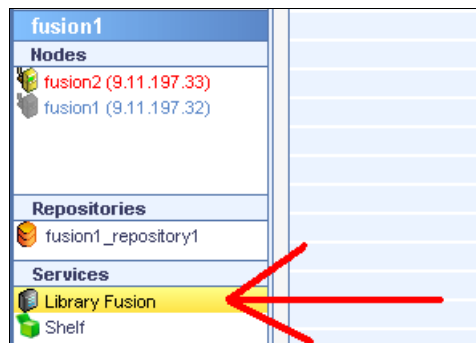 fusion1
Nodes
fusion2 (9.11.197.33)
fusion1 (9.11.197.32)
Repositories
fusion1_repository1
Services
Library Fusion
Shelf